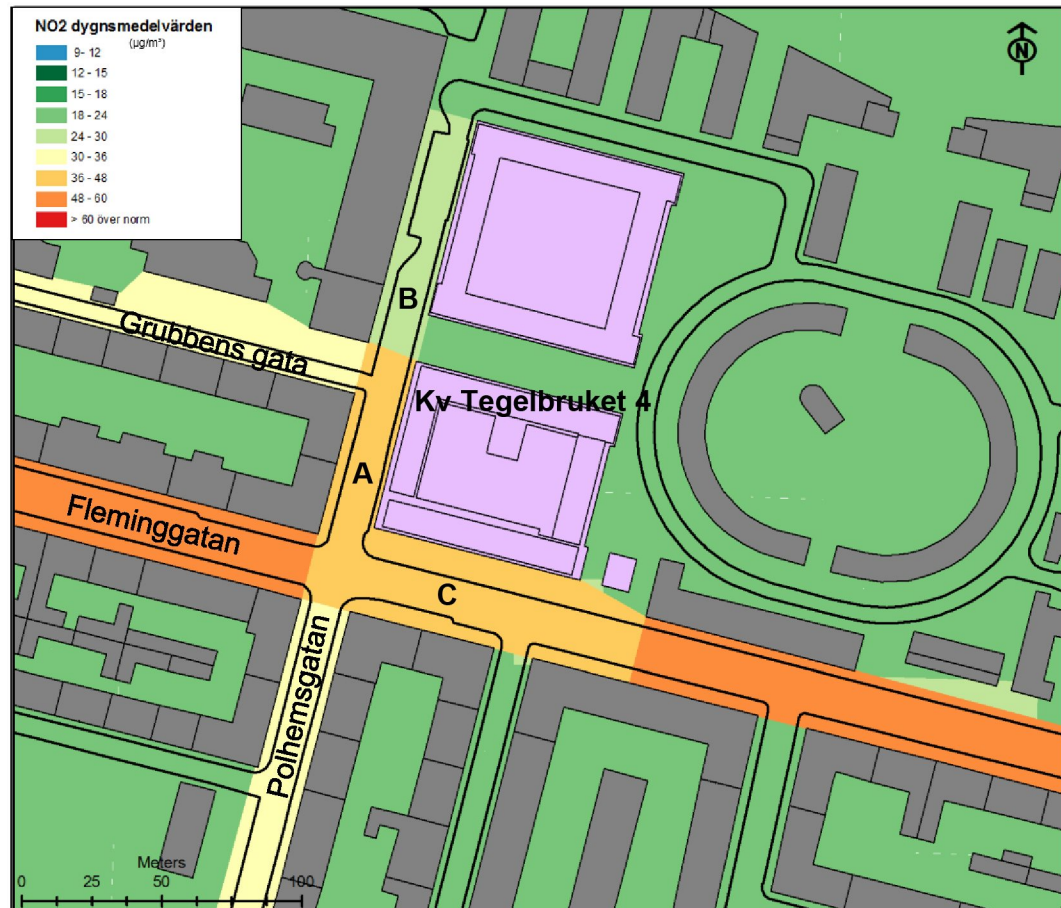 NO2 dygnsmedelvärden
(µg/m³)
9- 12
12 - 15
15 - 18
18 - 24
24 - 30
30 - 36
36 - 48
48 - 60
> 60 över norm
N
B
Grubbens gata
Kv Tegelbruket 4
A
Fleminggatan
C
Polhemsgatan
Meters
0 25 50 100